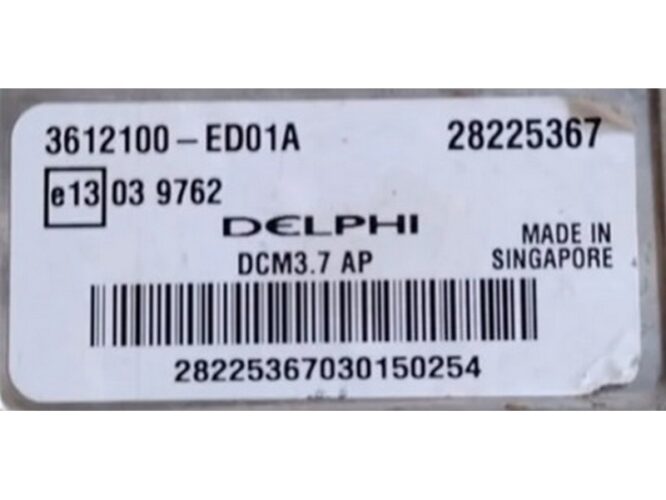 3612100-ED01A 28225367
e13 03 9762
DELPHI
DCM3.7 AP
MADE IN
SINGAPORE
28225367030150254